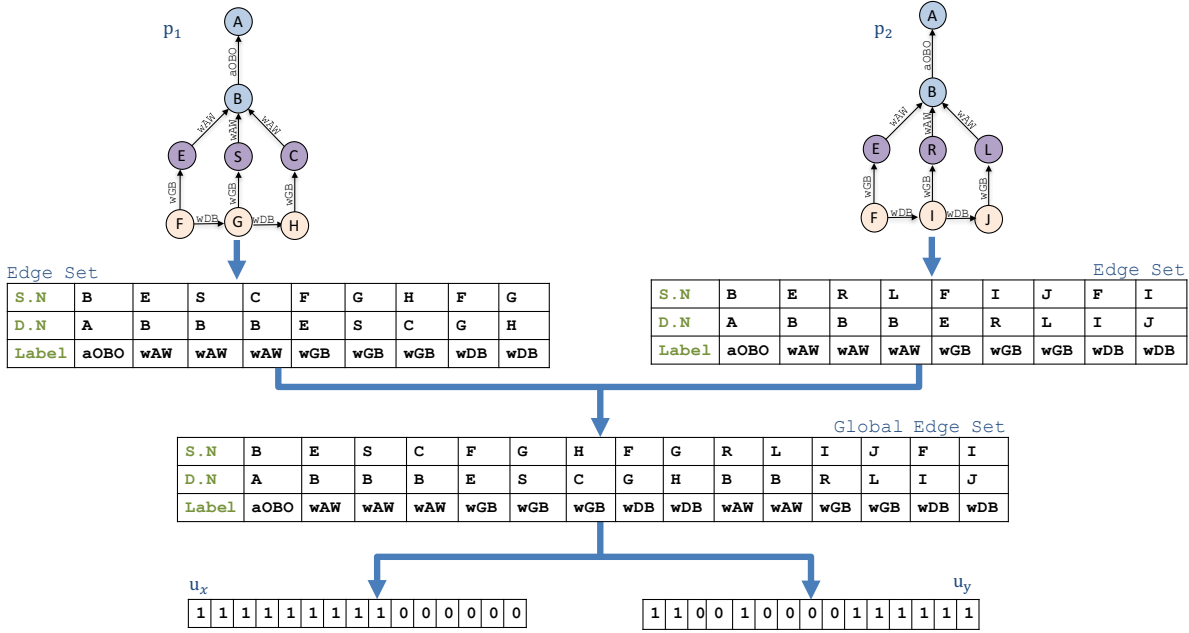 p1
A
aOBO
B
wAW wAW wAW
E S C
wGB wGB wGB
F wDB G wDB H
p2
A
aOBO
B
wAW wAW wAW
E R L
wGB wGB wGB
F wDB I wDB J
Edge Set
S.N B E S C F G H F G
D.N A B B B E S C G H
Label aOBO wAW wAW wAW wGB wGB wGB wDB wDB
Edge Set
S.N B E R L F I J F I
D.N A B B B E R L I J
Label aOBO wAW wAW wAW wGB wGB wGB wDB wDB
Global Edge Set
S.N B E S C F G H F G R L I J F I
D.N A B B B E S C G H B B R L I J
Label aOBO wAW wAW wAW wGB wGB wGB wDB wDB wAW wAW wGB wGB wDB wDB
ux
1 1 1 1 1 1 1 1 1 0 0 0 0 0 0
uy
1 1 0 0 1 0 0 0 0 1 1 1 1 1 1